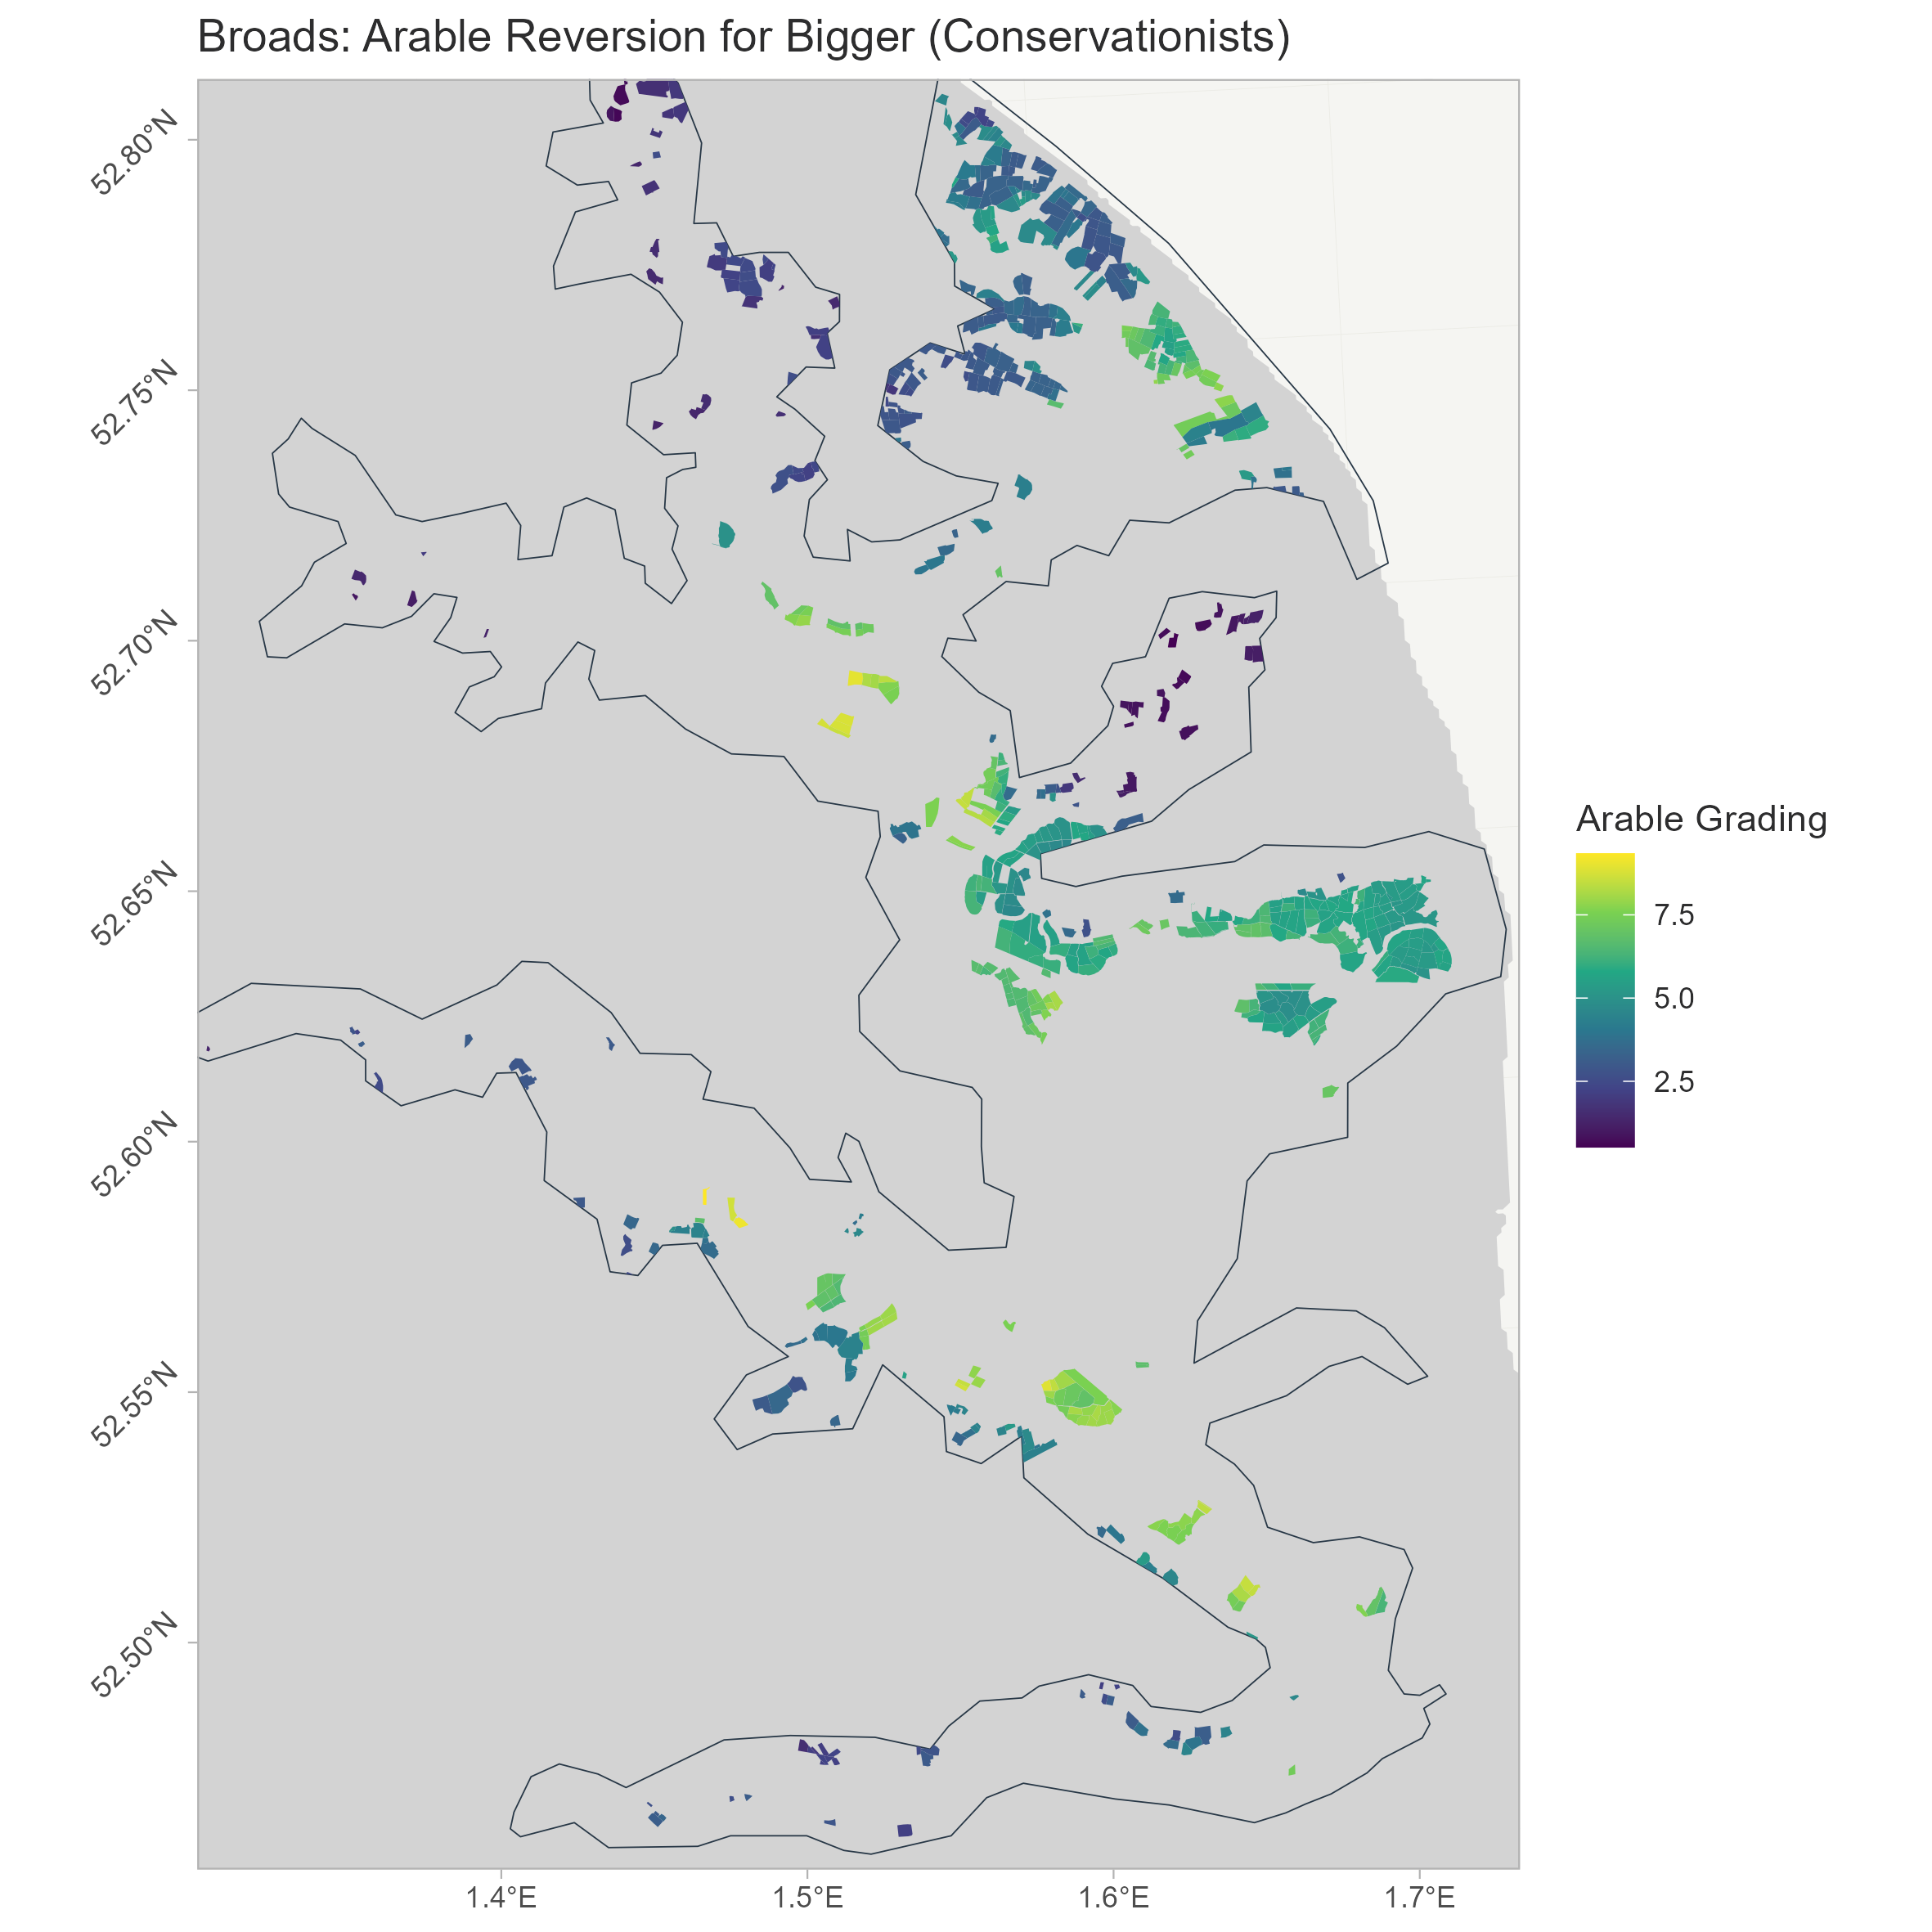 Broads: Arable Reversion for Bigger (Conservationists)
52.80°N
52.75°N
52.70°N
52.65°N
52.60°N
52.55°N
52.50°N
1.4°E
1.5°E
1.6°E
1.7°E
Arable Grading
7.5
5.0
2.5